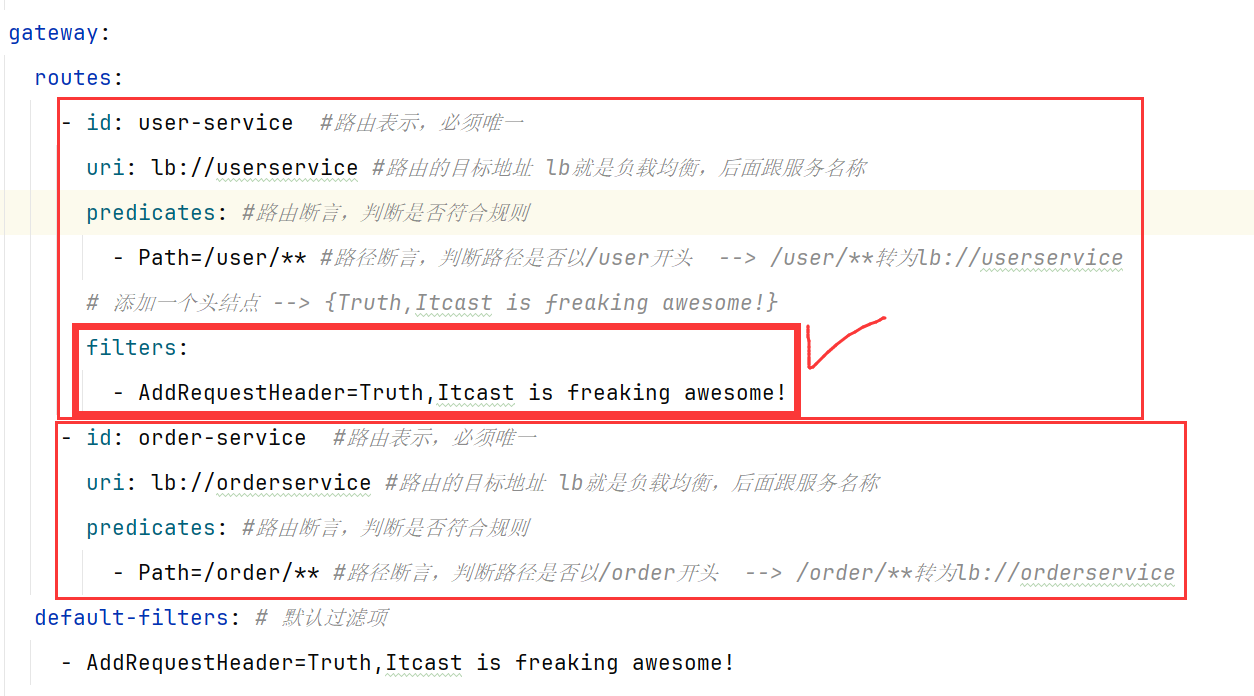 gateway:
routes:
- id: user-service  #路由表示，必须唯一
uri: lb://userservice #路由的目标地址 lb就是负载均衡，后面跟服务名称
predicates: #路由断言，判断是否符合规则
- Path=/user/** #路径断言，判断路径是否以/user开头  --> /user/**转为lb://userservice
# 添加一个头结点 --> {Truth,Itcast is freaking awesome!}
filters:
- AddRequestHeader=Truth,Itcast is freaking awesome!
- id: order-service  #路由表示，必须唯一
uri: lb://orderservice #路由的目标地址 lb就是负载均衡，后面跟服务名称
predicates: #路由断言，判断是否符合规则
- Path=/order/** #路径断言，判断路径是否以/order开头  --> /order/**转为lb://orderservice
default-filters: # 默认过滤项
- AddRequestHeader=Truth,Itcast is freaking awesome!